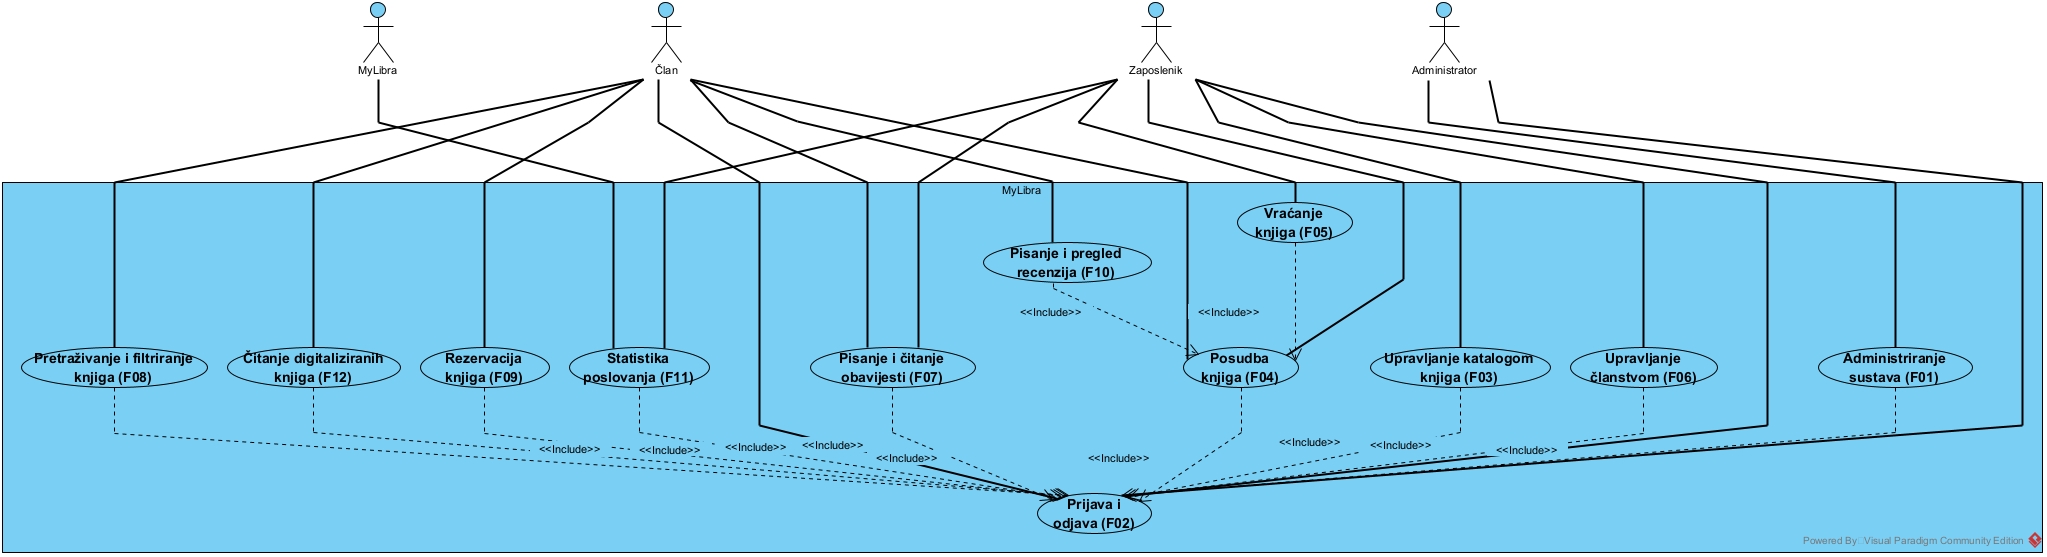 MyLibra
Član
Zaposlenik
Administrator
MyLibra
Vraćanje
knjiga (F05)
Pisanje i pregled
recenzija (F10)
<<Include>>
<<Include>>
Pretraživanje i filtriranje
knjiga (F08)
Čitanje digitaliziranih
knjiga (F12)
Rezervacija
knjiga (F09)
Statistika
poslovanja (F11)
Pisanje i čitanje
obavijesti (F07)
Posudba
knjiga (F04)
Upravljanje katalogom
knjiga (F03)
Upravljanje
članstvom (F06)
Administriranje
sustava (F01)
<<Include>>
<<Include>>
<<Include>>
<<Include>>
<<Include>>
<<Include>>
<<Include>>
<<Include>>
<<Include>>
Prijava i
odjava (F02)
Powered By: Visual Paradigm Community Edition